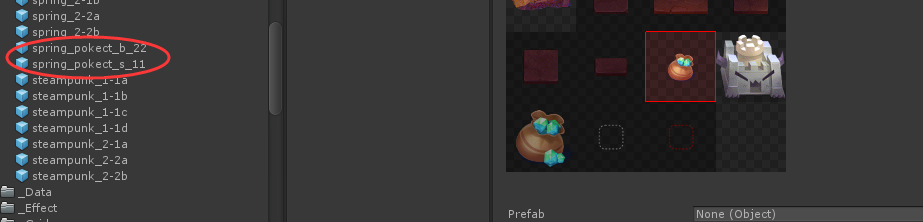 spring_2-1b
spring_2-2a
spring_2-2b
spring_pokect_b_22
spring_pokect_s_11
steampunk_1-1a
steampunk_1-1b
steampunk_1-1c
steampunk_1-1d
steampunk_2-1a
steampunk_2-2a
steampunk_2-2b
_Data
_Effect
Prefab
None (Object)